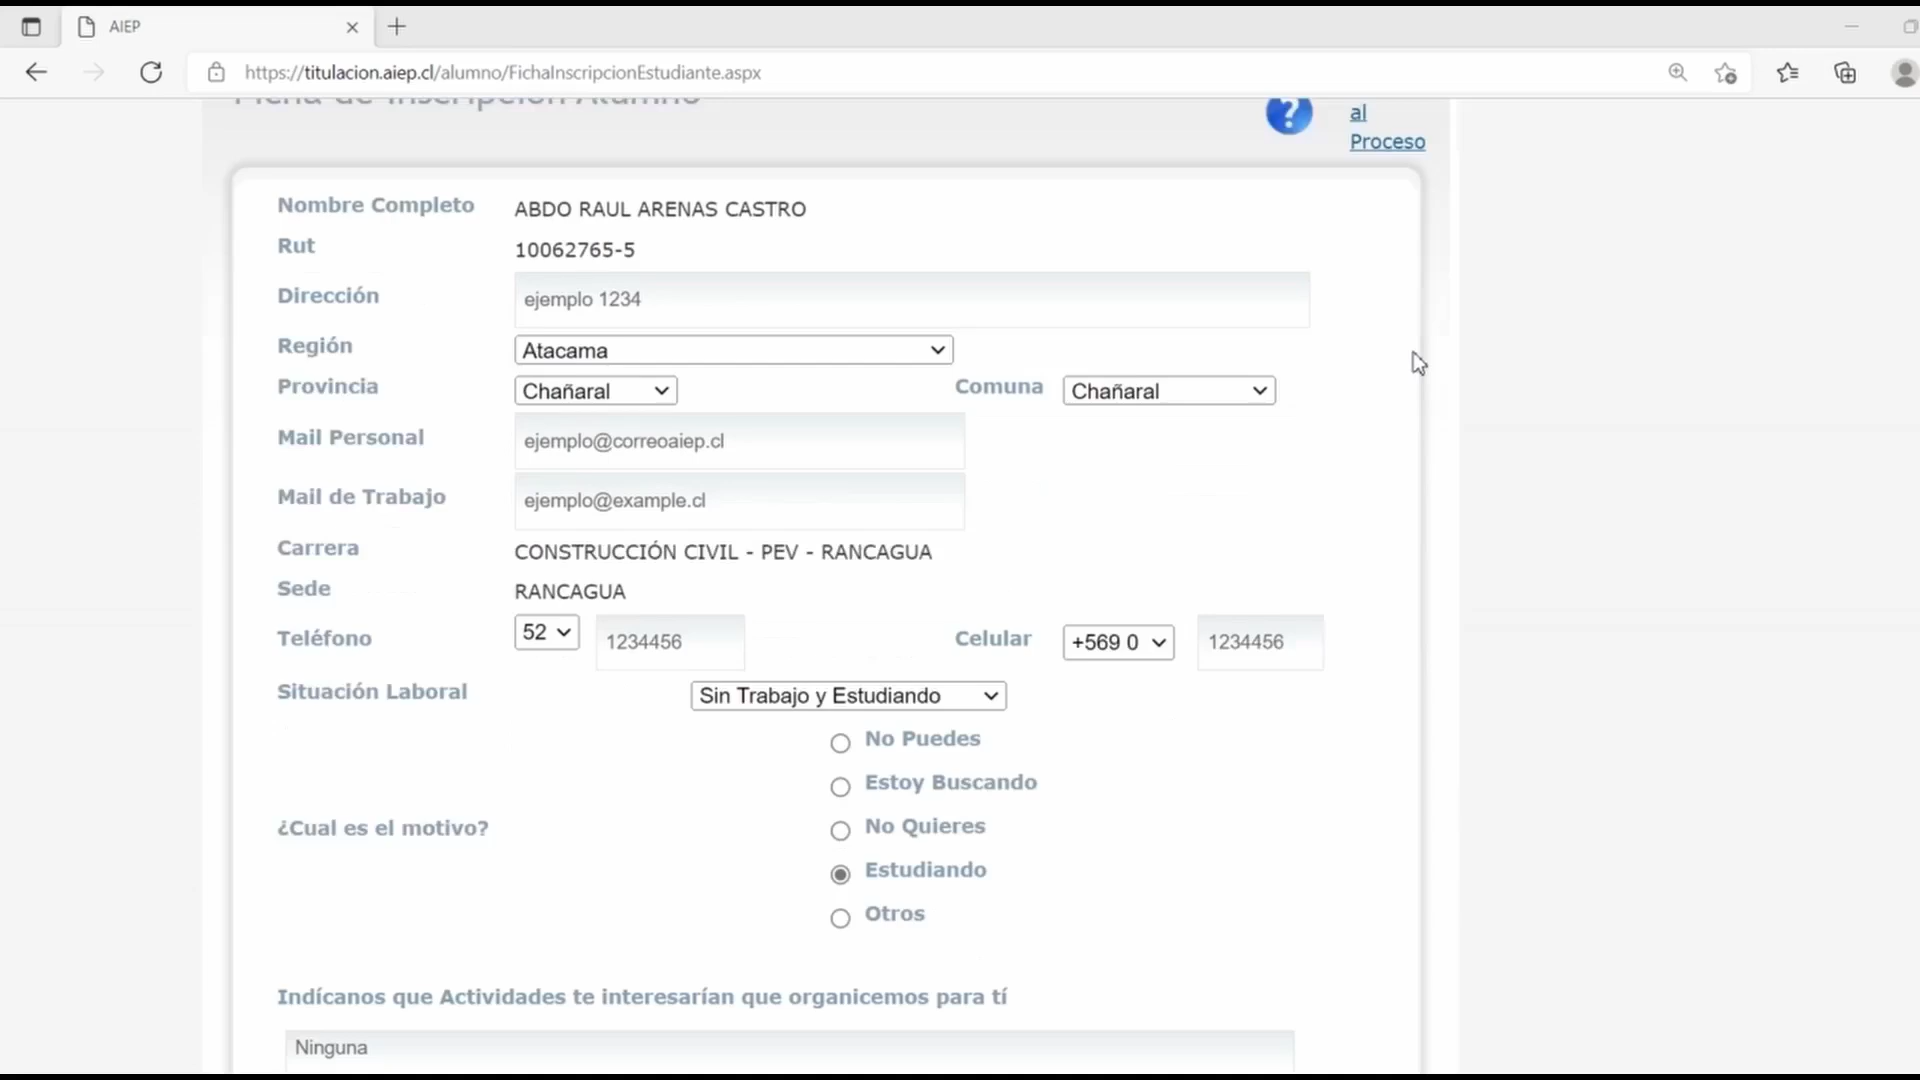 AIEP
https://titulacion.aiep.cl/alumno/FichaInscripcionEstudiante.aspx
Ficha de Inscripción Alumno
al
Proceso
Nombre Completo ABDO RAUL ARENAS CASTRO
Rut 10062765-5
Dirección ejemplo 1234
Región Atacama
Provincia Chañaral Comuna Chañaral
Mail Personal ejemplo@correoaiep.cl
Mail de Trabajo ejemplo@example.cl
Carrera CONSTRUCCIÓN CIVIL - PEV - RANCAGUA
Sede RANCAGUA
Teléfono 52 1234456 Celular +569 0 1234456
Situación Laboral Sin Trabajo y Estudiando
No Puedes
Estoy Buscando
¿Cual es el motivo? No Quieres
Estudiando
Otros
Indícanos que Actividades te interesarían que organicemos para tí
Ninguna